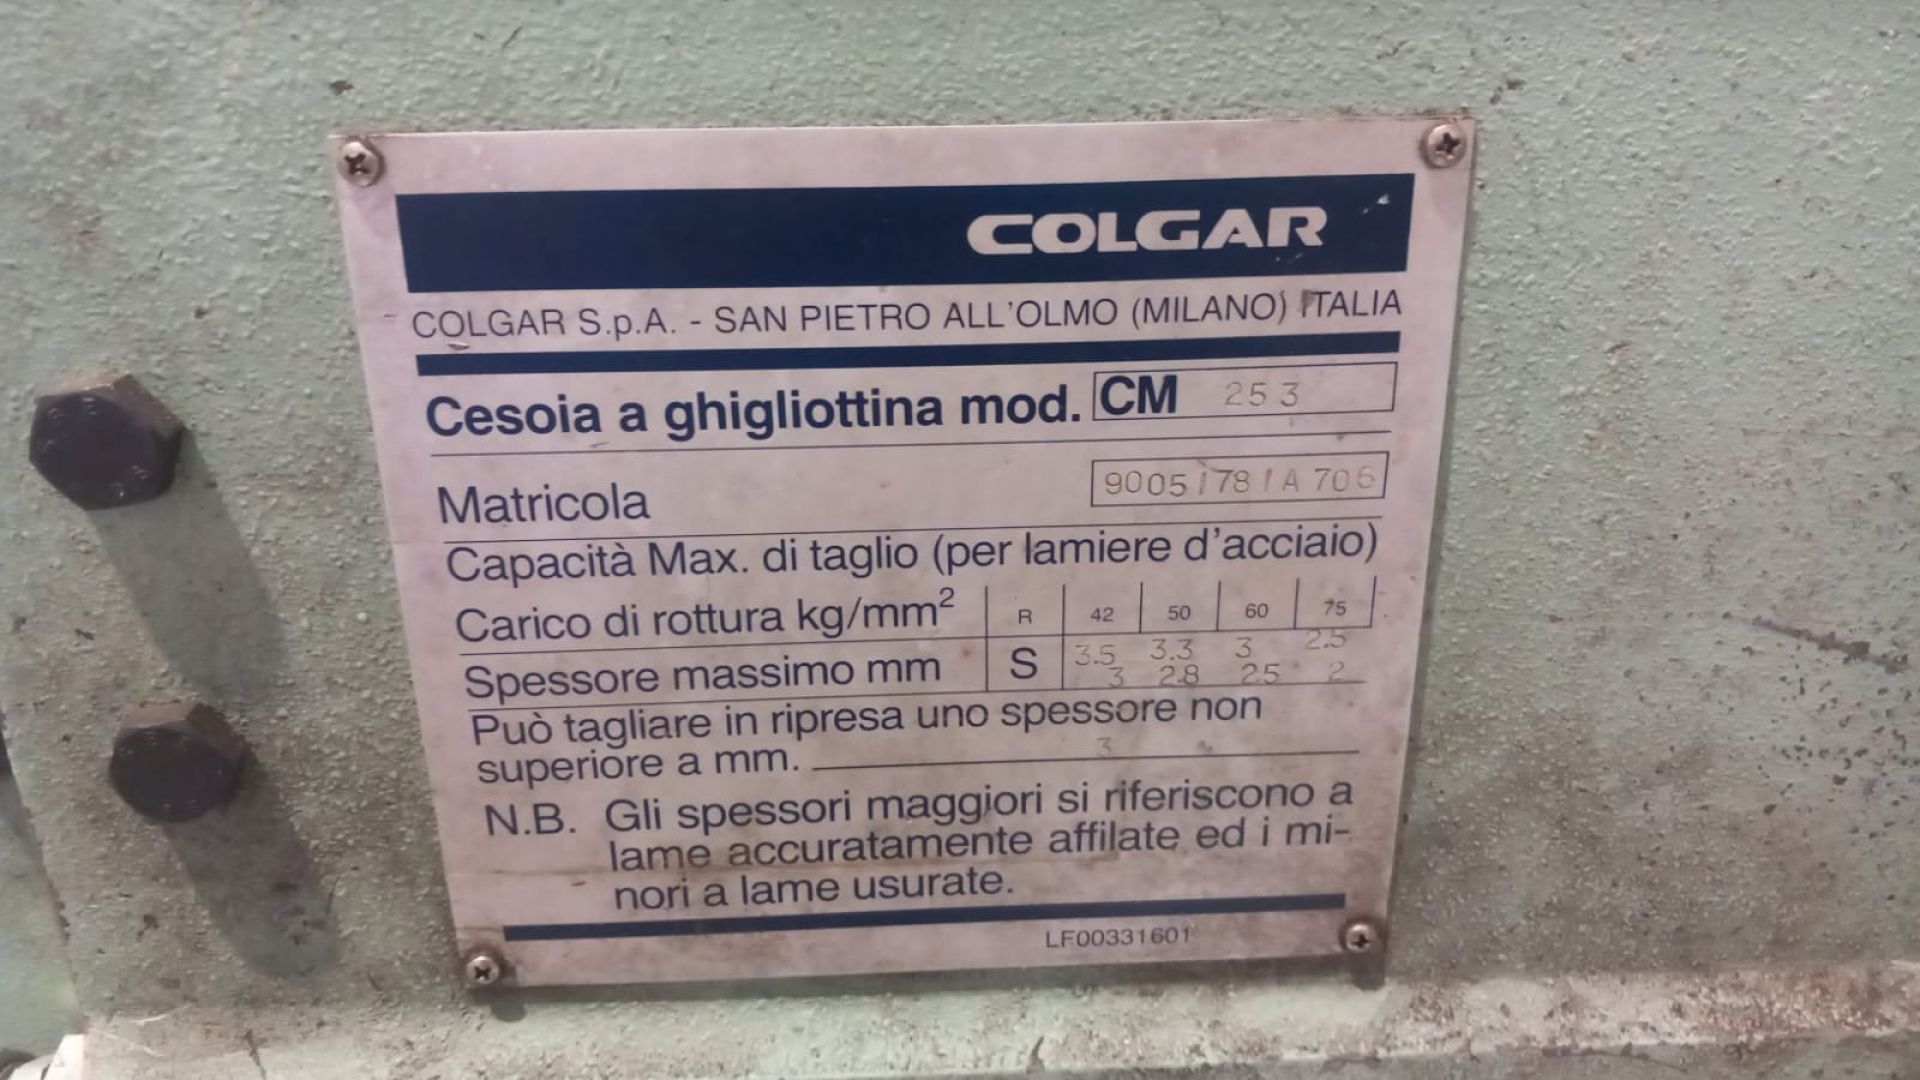 COLGAR
COLGAR S.p.A. - SAN PIETRO ALL'OLMO (MILANO) ITALIA
Cesoia a ghigliottina mod. CM 253
Matricola 9005178 1A 706
Capacità Max. di taglio (per lamiere d'acciaio)
Carico di rottura kg/mm² R 42 50 60 75
Spessore massimo mm S 3.5 3.3 3 2.5
3 2.8 2.5 2
Può tagliare in ripresa uno spessore non
superiore a mm. 3
N.B. Gli spessori maggiori si riferiscono a
lame accuratamente affilate ed i mi-
nori a lame usurate.
LF00331601